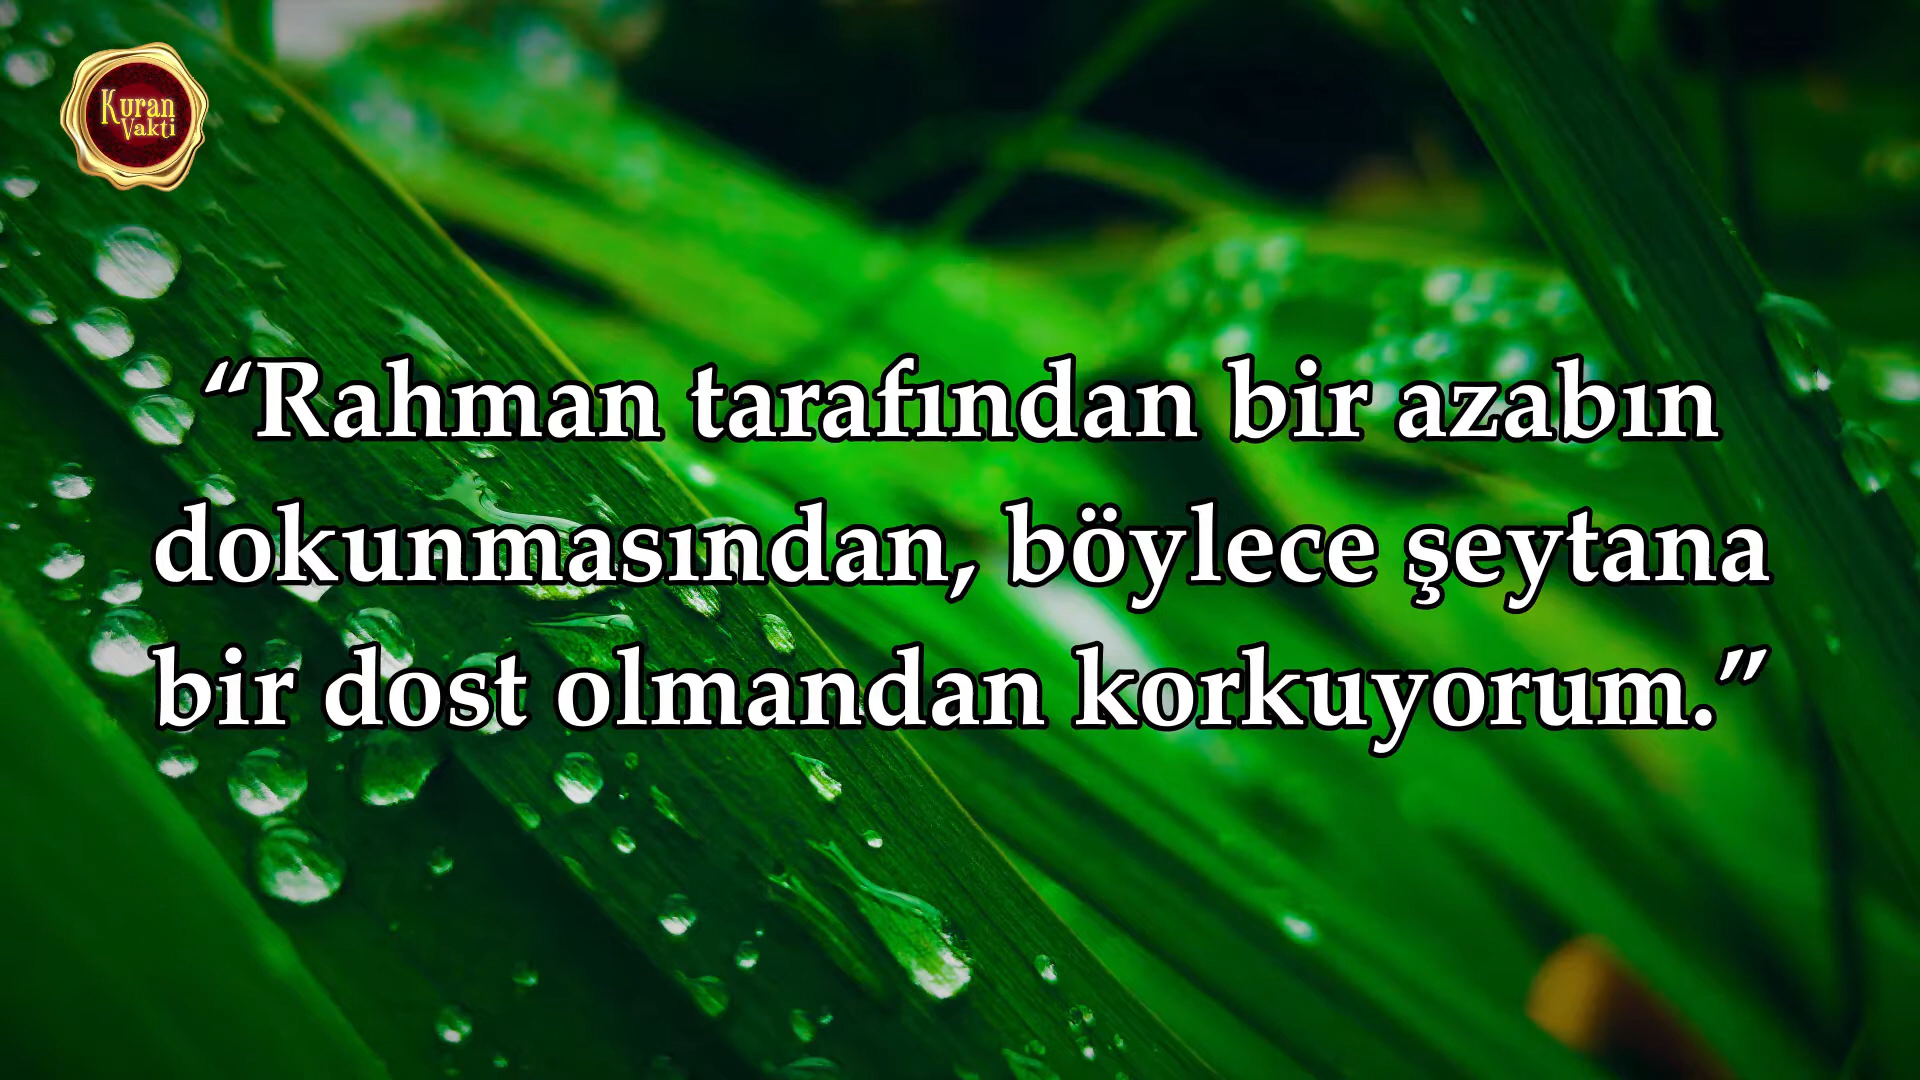 Kuran
Vakti
“Rahman tarafından bir azabın
dokunmasından, böylece şeytana
bir dost olmandan korkuyorum.”